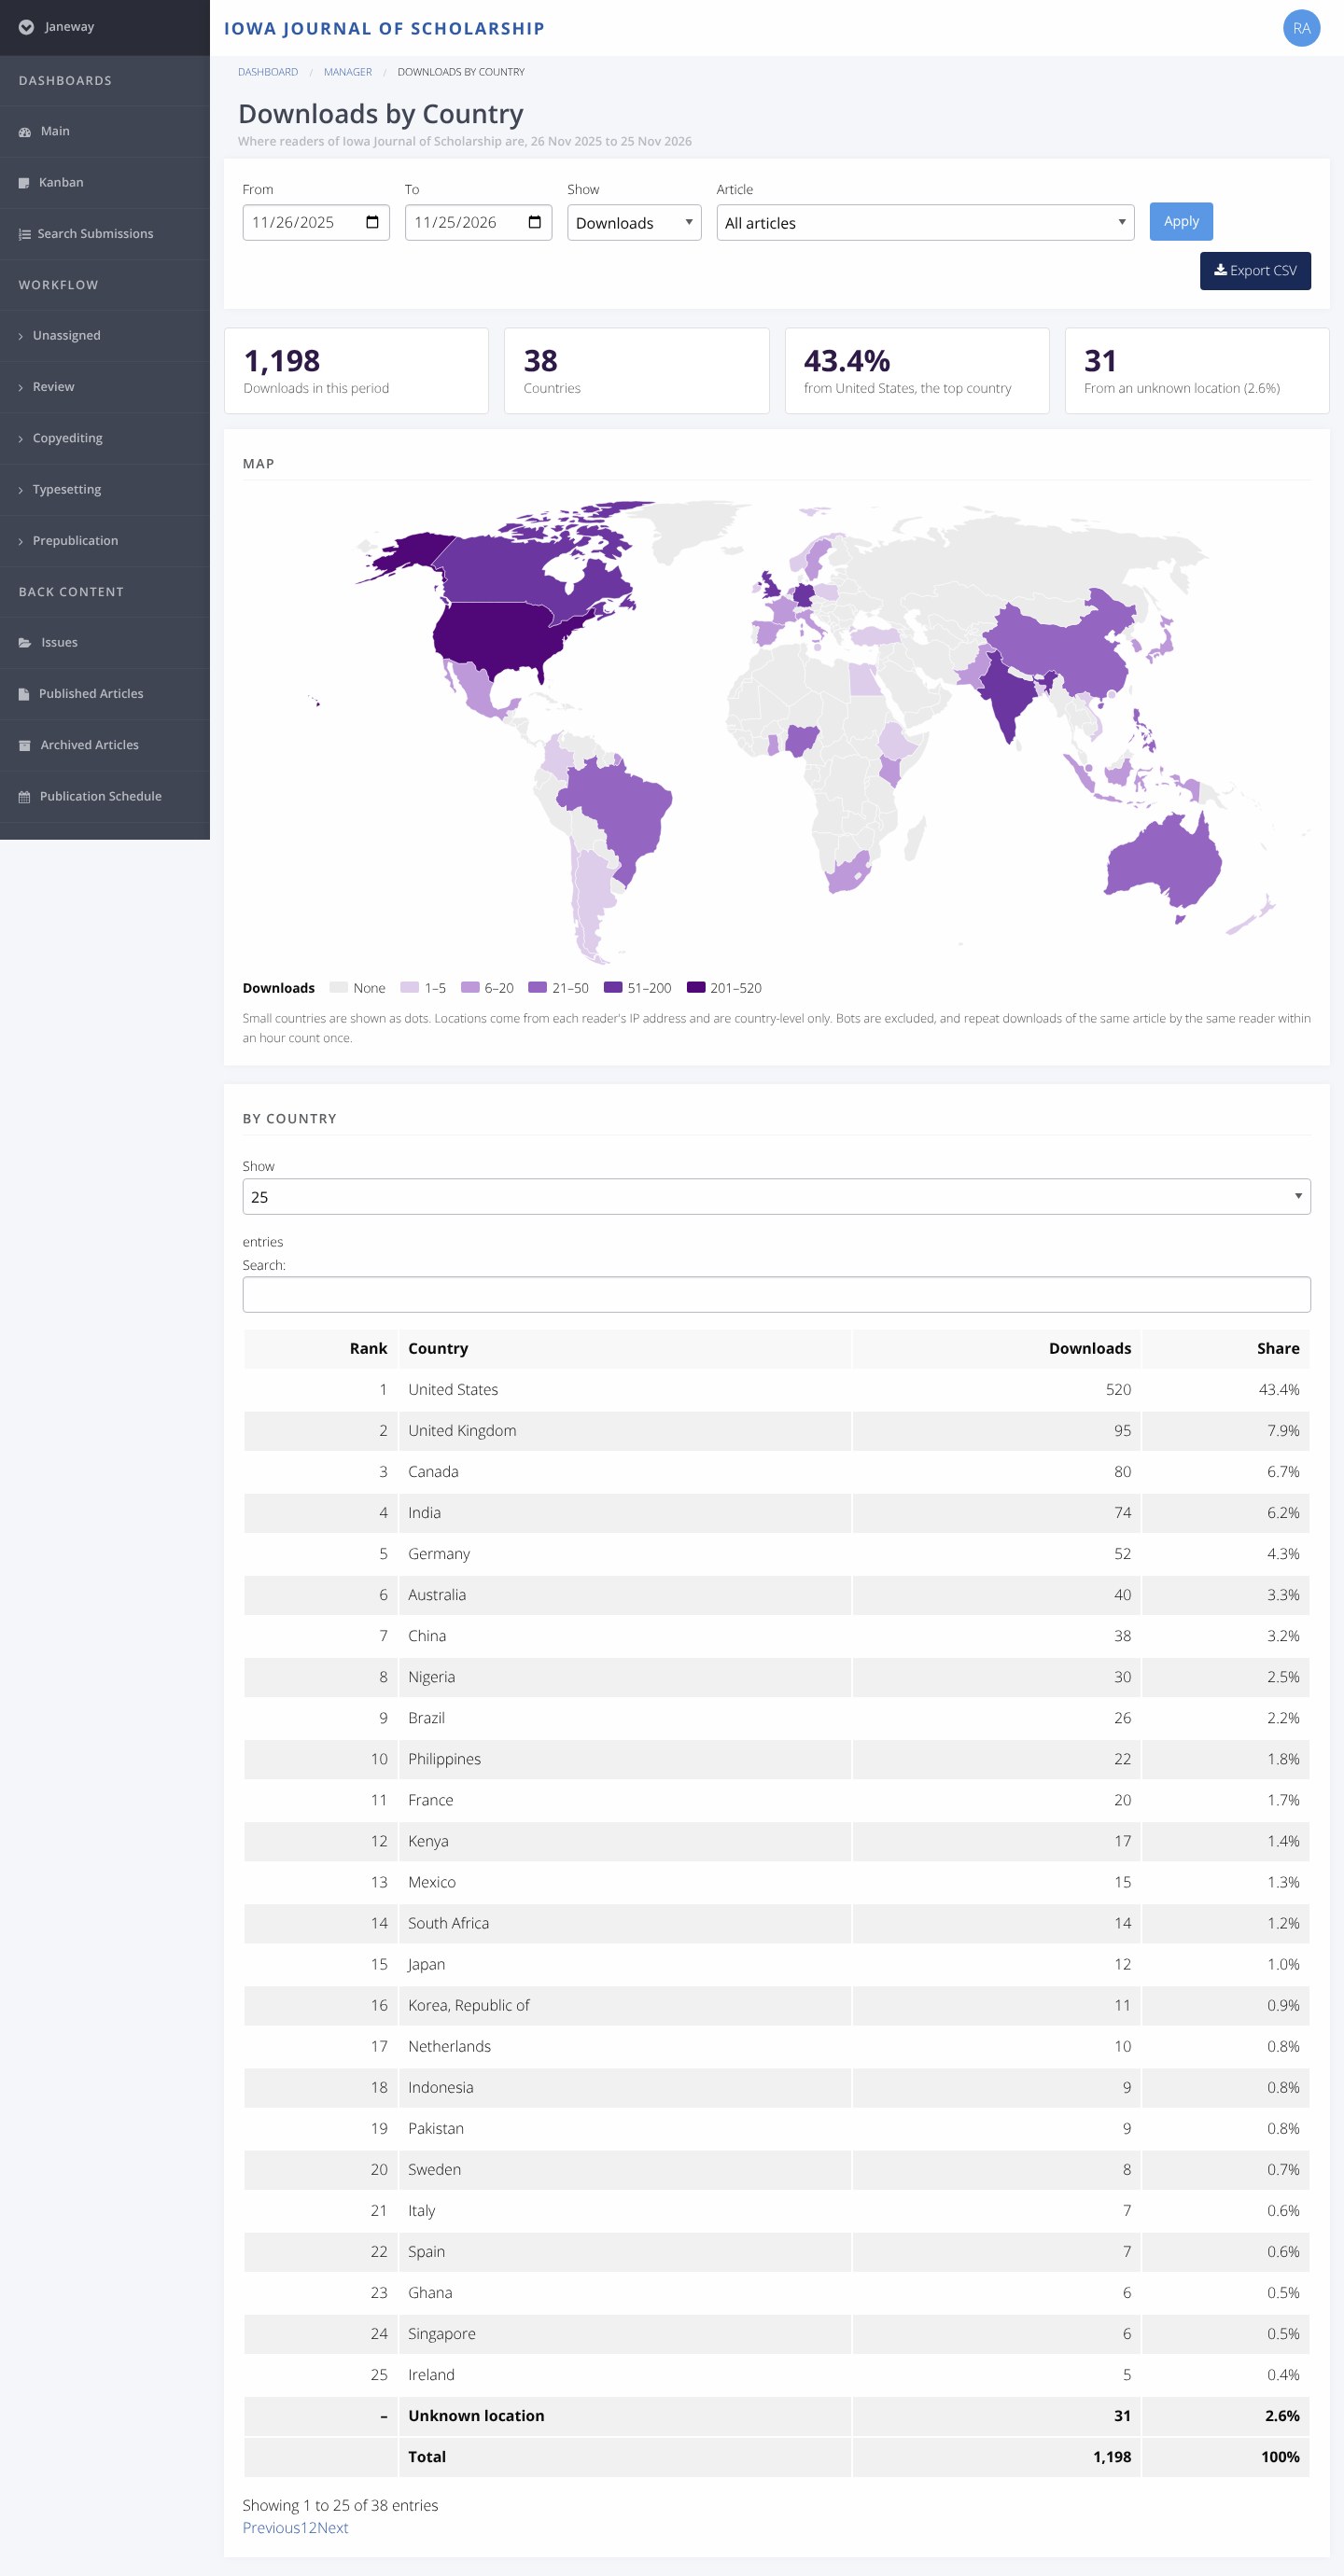 Janeway
IOWA JOURNAL OF SCHOLARSHIP
RA
DASHBOARDS
Main
Kanban
Search Submissions
WORKFLOW
Unassigned
Review
Copyediting
Typesetting
Prepublication
BACK CONTENT
Issues
Published Articles
Archived Articles
Publication Schedule
DASHBOARD / MANAGER / DOWNLOADS BY COUNTRY
Downloads by Country
Where readers of Iowa Journal of Scholarship are, 26 Nov 2025 to 25 Nov 2026
From To Show Article
11/26/2025 11/25/2026 Downloads All articles Apply
Export CSV
1,198 38 43.4% 31
Downloads in this period Countries from United States, the top country From an unknown location (2.6%)
MAP
Downloads None 1–5 6–20 21–50 51–200 201–520
Small countries are shown as dots. Locations come from each reader's IP address and are country-level only. Bots are excluded, and repeat downloads of the same article by the same reader within
an hour count once.
BY COUNTRY
Show
25
entries
Search:
Rank Country Downloads Share
1 United States 520 43.4%
2 United Kingdom 95 7.9%
3 Canada 80 6.7%
4 India 74 6.2%
5 Germany 52 4.3%
6 Australia 40 3.3%
7 China 38 3.2%
8 Nigeria 30 2.5%
9 Brazil 26 2.2%
10 Philippines 22 1.8%
11 France 20 1.7%
12 Kenya 17 1.4%
13 Mexico 15 1.3%
14 South Africa 14 1.2%
15 Japan 12 1.0%
16 Korea, Republic of 11 0.9%
17 Netherlands 10 0.8%
18 Indonesia 9 0.8%
19 Pakistan 9 0.8%
20 Sweden 8 0.7%
21 Italy 7 0.6%
22 Spain 7 0.6%
23 Ghana 6 0.5%
24 Singapore 6 0.5%
25 Ireland 5 0.4%
– Unknown location 31 2.6%
Total 1,198 100%
Showing 1 to 25 of 38 entries
Previous12Next